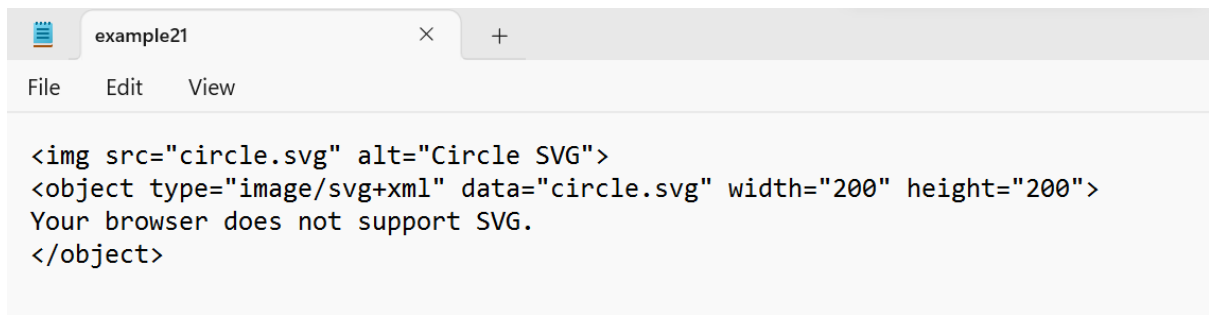 example21
File Edit View
<img src="circle.svg" alt="Circle SVG">
<object type="image/svg+xml" data="circle.svg" width="200" height="200">
Your browser does not support SVG.
</object>